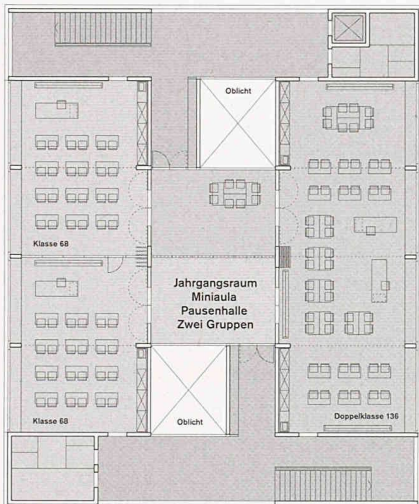 Oblicht
Klasse 68
Jahrgangsraum
Miniaula
Pausenhalle
Zwei Gruppen
Klasse 68
Oblicht
Doppelklasse 136